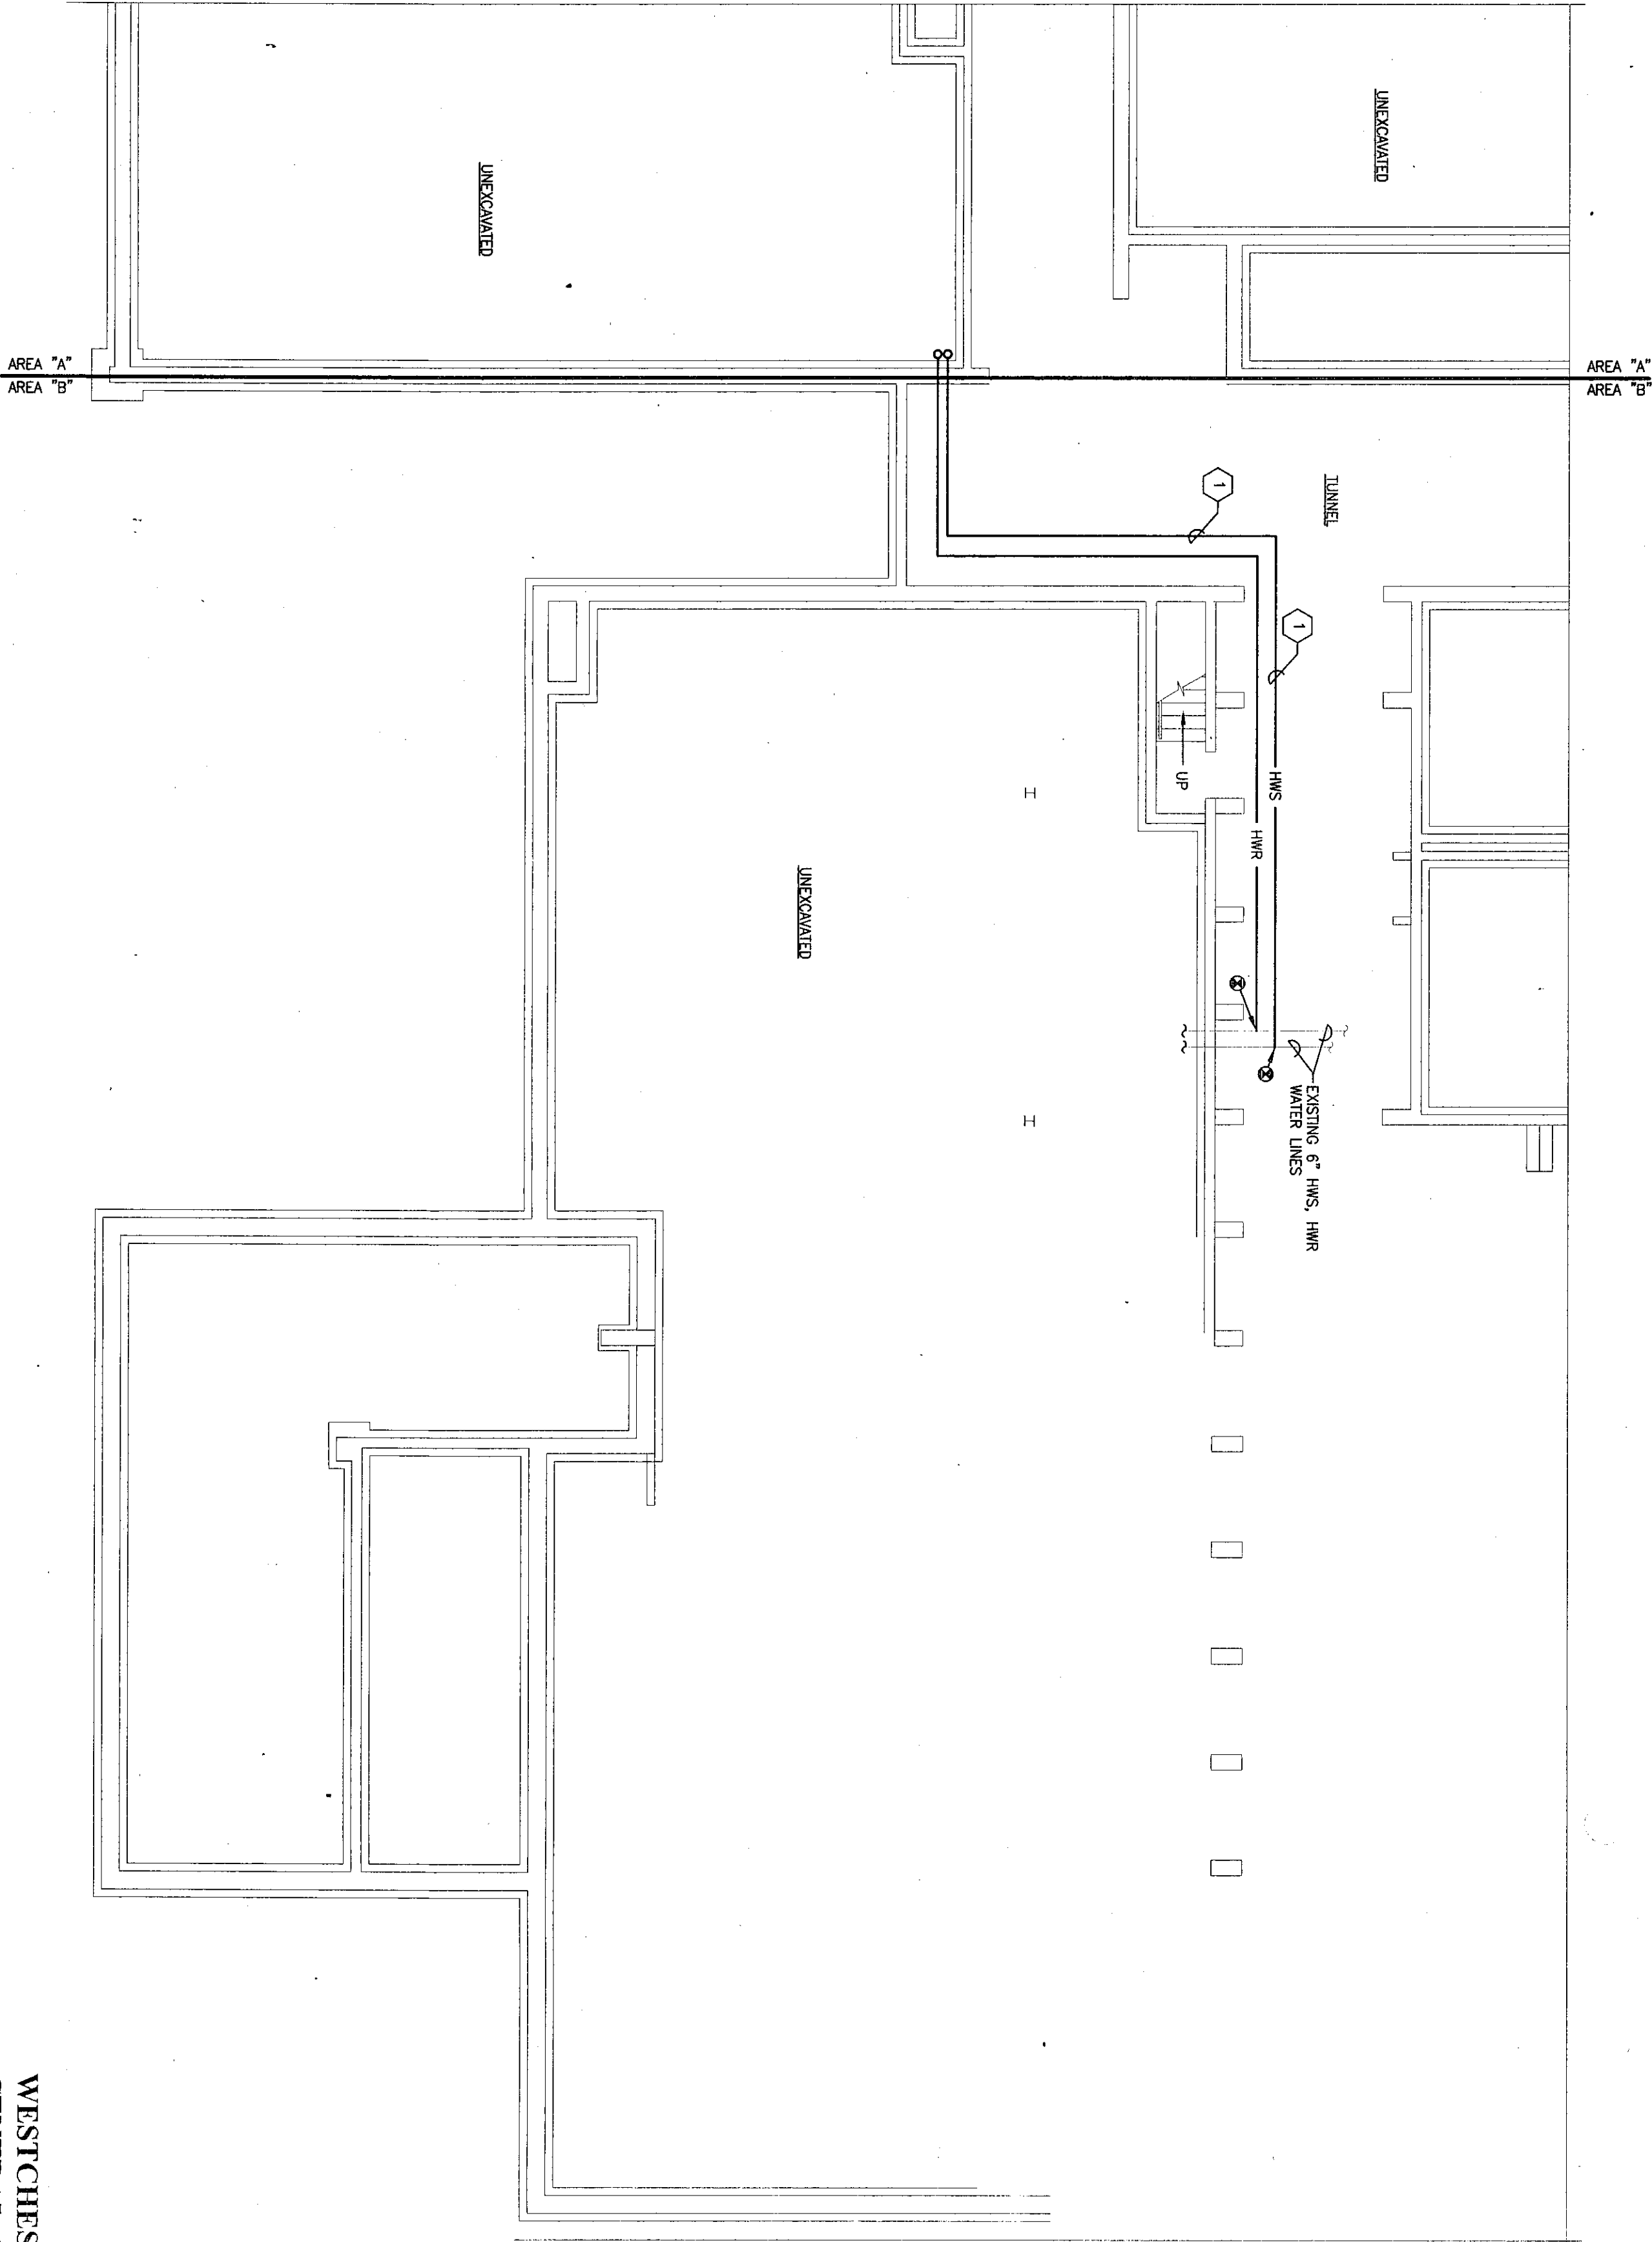 UNEXCAVATED
UNEXCAVATED
AREA "A"
AREA "B"
AREA "A"
AREA "B"
TUNNEL
1
1
UP
HWS
HWR
UNEXCAVATED
EXISTING 6" HWS, HWR
WATER LINES
WESTCHES